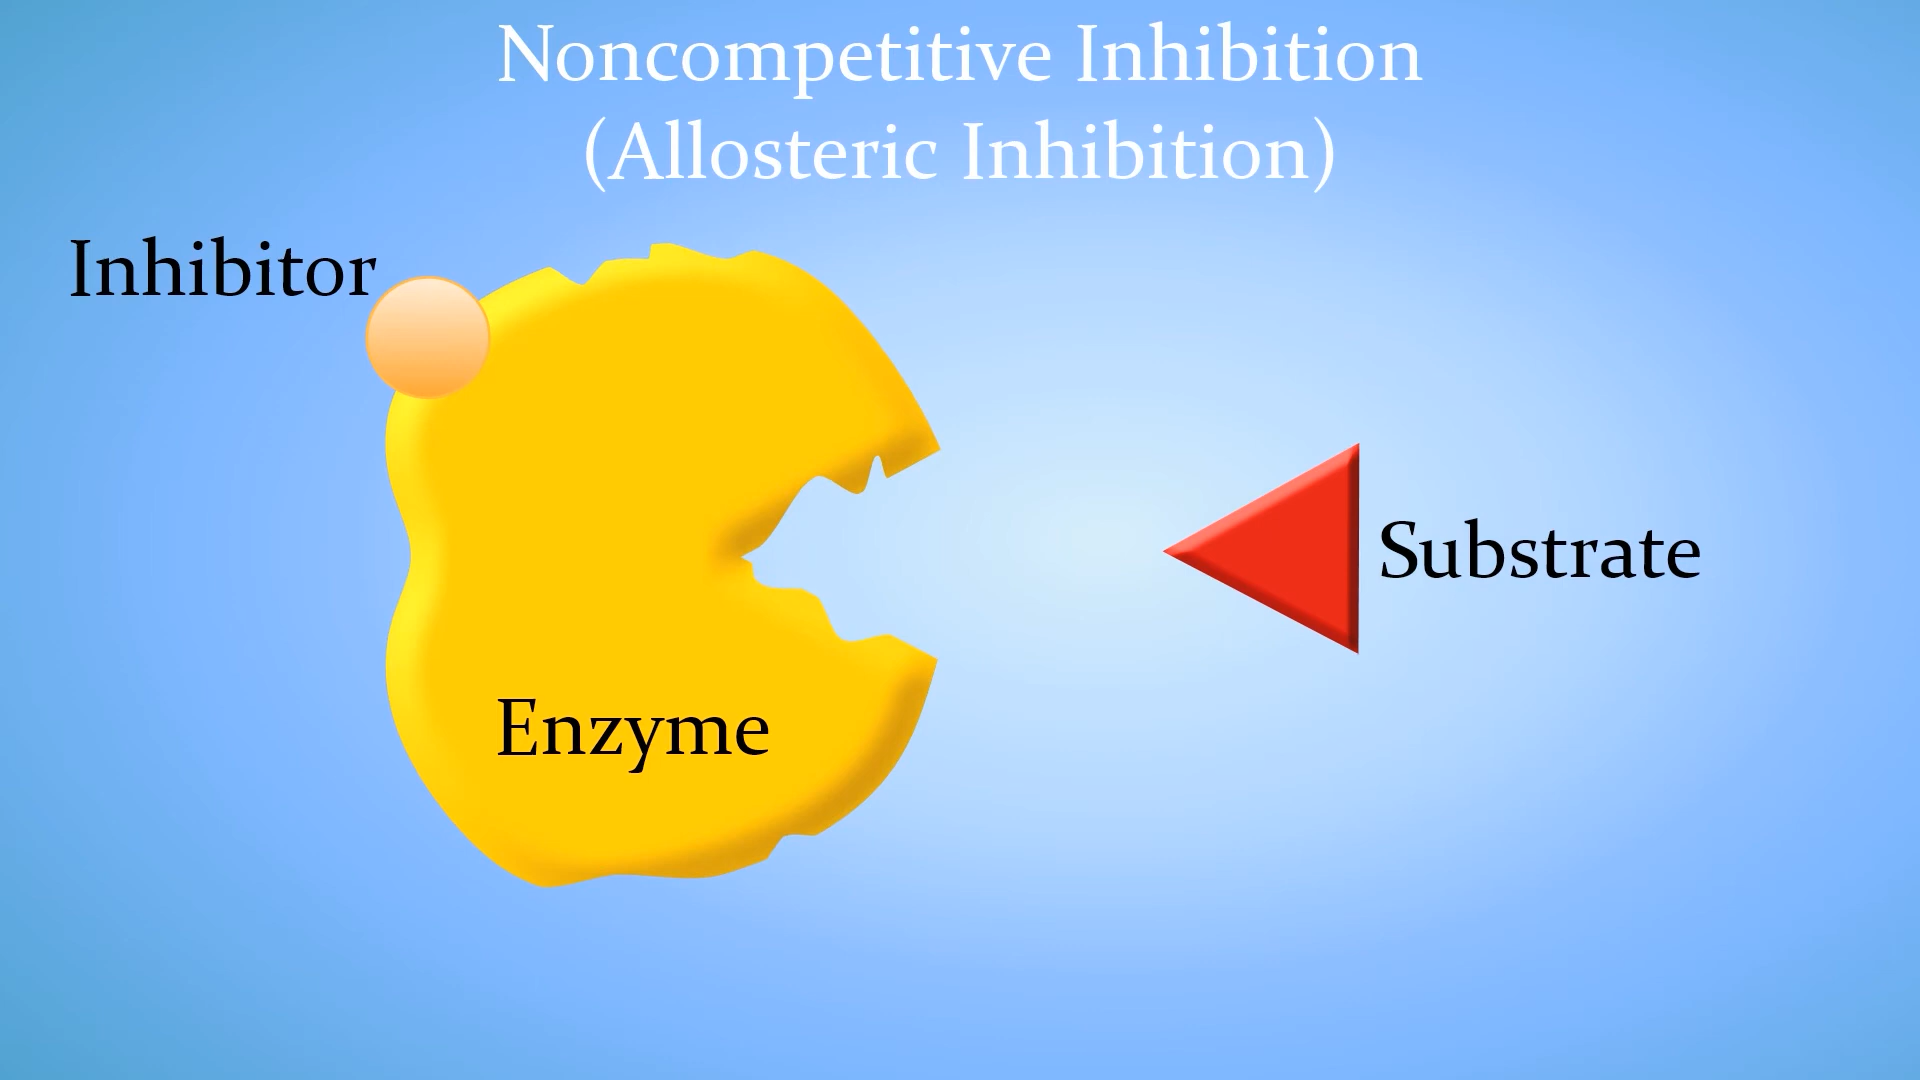 Noncompetitive Inhibition
(Allosteric Inhibition)
Inhibitor
Substrate
Enzyme